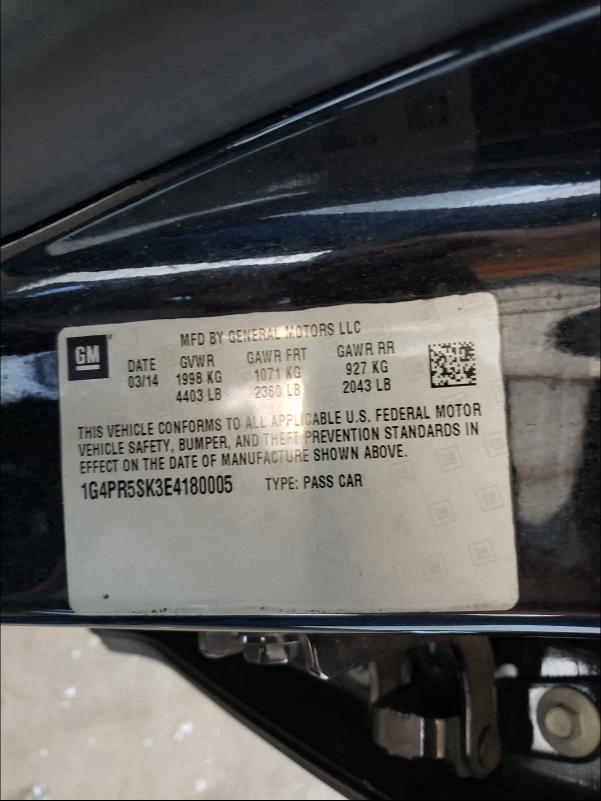 GM
MFD BY GENERAL MOTORS LLC
DATE GVWR GAWR FRT GAWR RR
03/14 1998 KG 1071 KG 927 KG
4403 LB 2360 LB 2043 LB
THIS VEHICLE CONFORMS TO ALL APPLICABLE U.S. FEDERAL MOTOR
VEHICLE SAFETY, BUMPER, AND THEFT PREVENTION STANDARDS IN
EFFECT ON THE DATE OF MANUFACTURE SHOWN ABOVE.
1G4PR5SK3E4180005 TYPE: PASS CAR